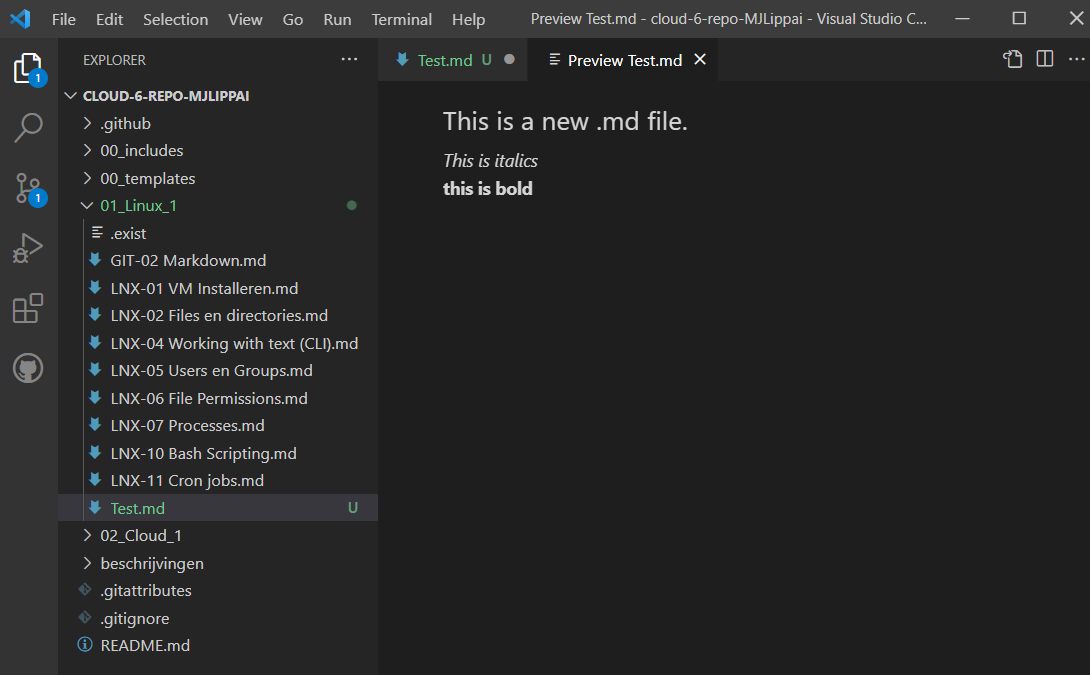 File Edit Selection View Go Run Terminal Help Preview Test.md - cloud-6-repo-MJLippai - Visual Studio C...
EXPLORER ...
Test.md U Preview Test.md
1
CLOUD-6-REPO-MJLIPPAI
.github
00_includes
00_templates
1
01_Linux_1
.exist
GIT-02 Markdown.md
LNX-01 VM Installeren.md
LNX-02 Files en directories.md
LNX-04 Working with text (CLI).md
LNX-05 Users en Groups.md
LNX-06 File Permissions.md
LNX-07 Processes.md
LNX-10 Bash Scripting.md
LNX-11 Cron jobs.md
Test.md U
02_Cloud_1
beschrijvingen
.gitattributes
.gitignore
README.md
This is a new .md file.
This is italics
this is bold